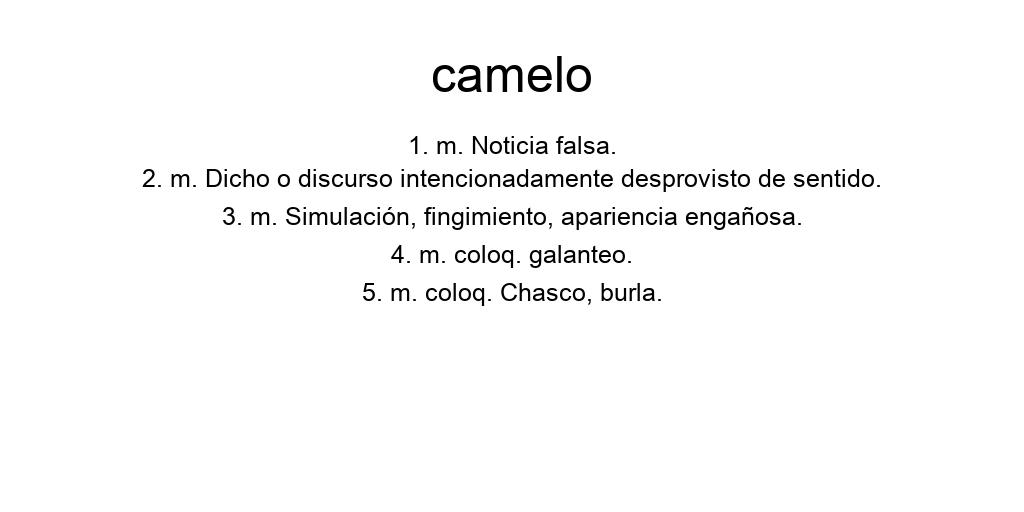 camelo
1. m. Noticia falsa.
2. m. Dicho o discurso intencionadamente desprovisto de sentido.
3. m. Simulación, fingimiento, apariencia engañosa.
4. m. coloq. galanteo.
5. m. coloq. Chasco, burla.